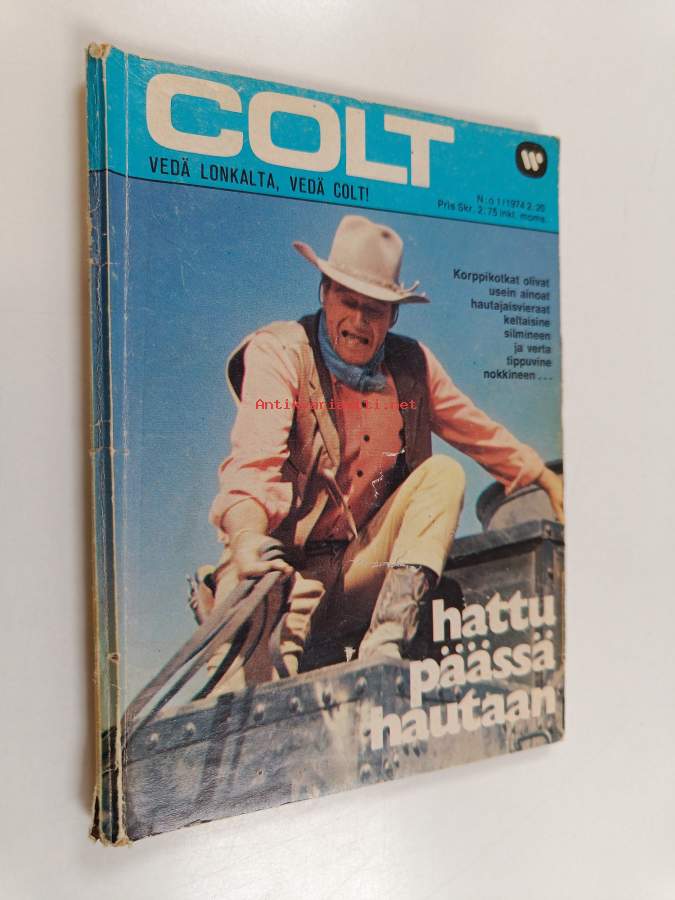 COLT
VEDÄ LONKALTA, VEDÄ COLT!
N:o 1/1974 2:20
Pris Skr. 2:75 inkl. moms.
Korppikotkat olivat
usein ainoat
hautajaisvieraat
keltaisine
silmineen
ja verta
tippuvine
nokkineen...
Antikvariaatti.net
hattu
päässä
hautaan